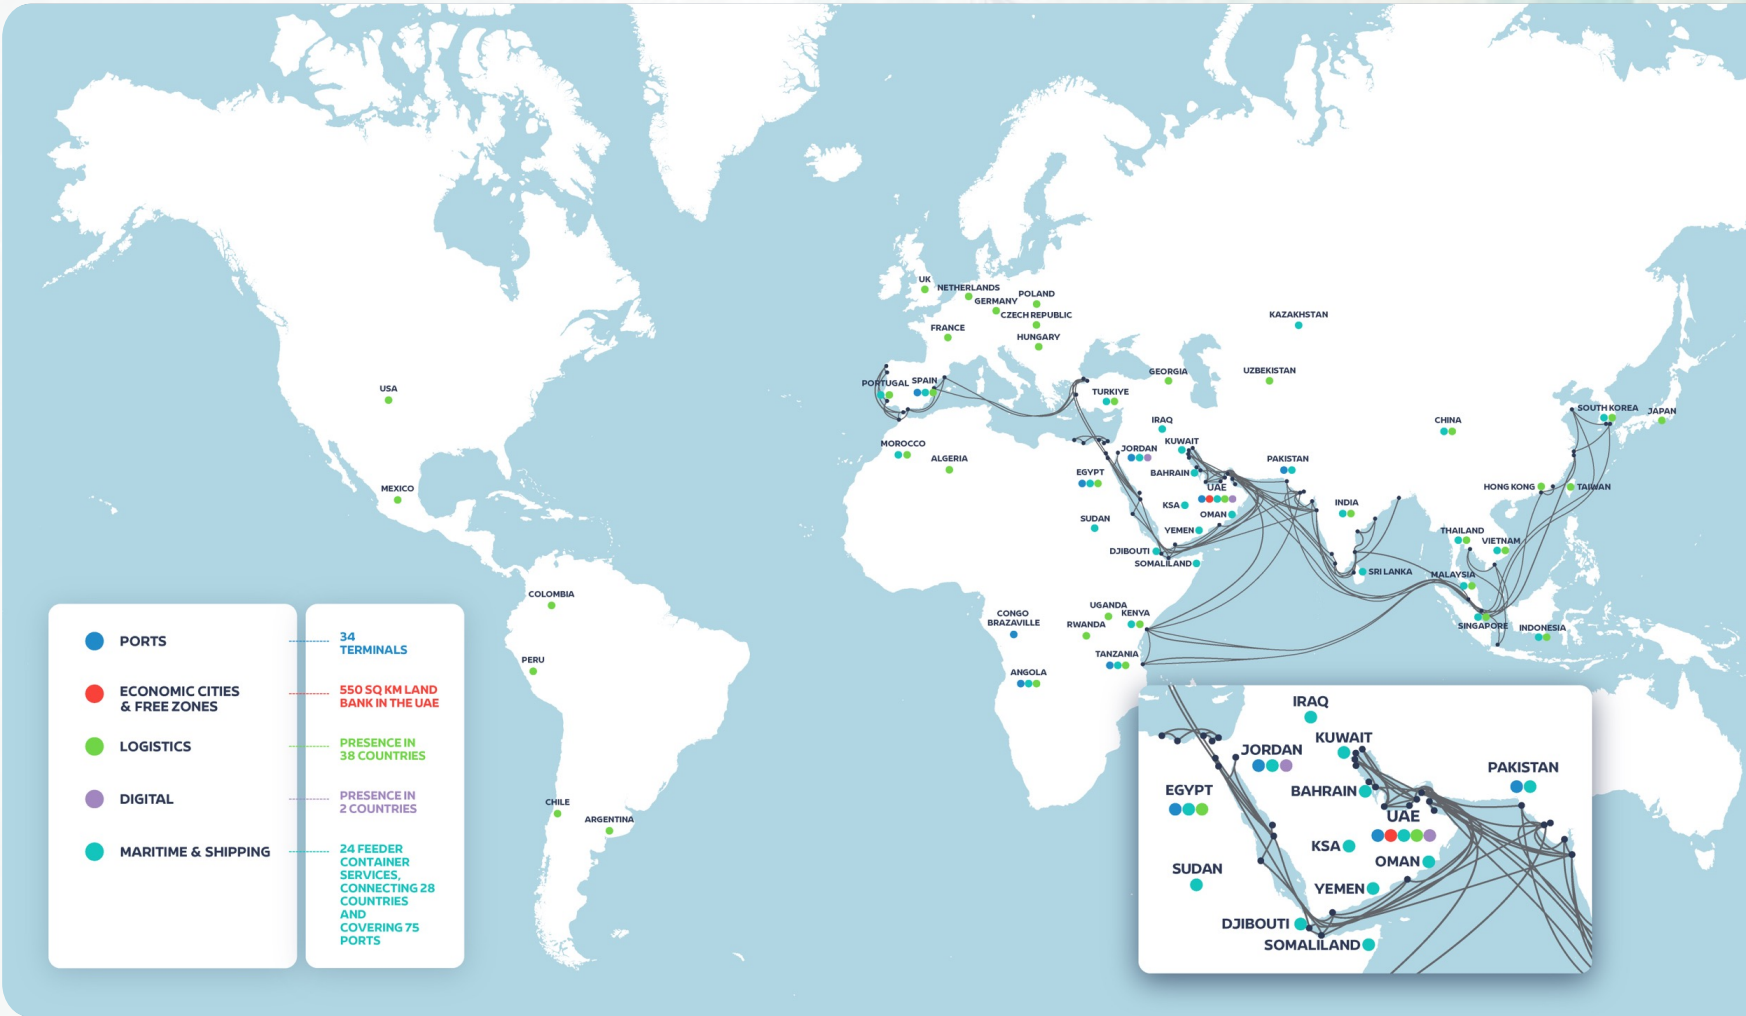 UK
NETHERLANDS
POLAND
GERMANY
CZECH REPUBLIC
FRANCE
HUNGARY
KAZAKHSTAN
USA
PORTUGAL
SPAIN
GEORGIA
UZBEKISTAN
TURKIYE
MOROCCO
ALGERIA
IRAQ
KUWAIT
JORDAN
BAHRAIN
EGYPT
UAE
KSA
OMAN
SUDAN
YEMEN
DJIBOUTI
SOMALILAND
PAKISTAN
INDIA
SRI LANKA
CHINA
SOUTH KOREA
JAPAN
HONG KONG
TAIWAN
THAILAND
VIETNAM
MALAYSIA
SINGAPORE
INDONESIA
MEXICO
COLOMBIA
PERU
CHILE
ARGENTINA
CONGO
BRAZAVILLE
UGANDA
KENYA
RWANDA
TANZANIA
ANGOLA
PORTS
34
TERMINALS
ECONOMIC CITIES
& FREE ZONES
550 SQ KM LAND
BANK IN THE UAE
LOGISTICS
PRESENCE IN
38 COUNTRIES
DIGITAL
PRESENCE IN
2 COUNTRIES
MARITIME & SHIPPING
24 FEEDER
CONTAINER
SERVICES,
CONNECTING 28
COUNTRIES
AND
COVERING 75
PORTS
IRAQ
KUWAIT
JORDAN
PAKISTAN
EGYPT
BAHRAIN
UAE
KSA
OMAN
SUDAN
YEMEN
DJIBOUTI
SOMALILAND